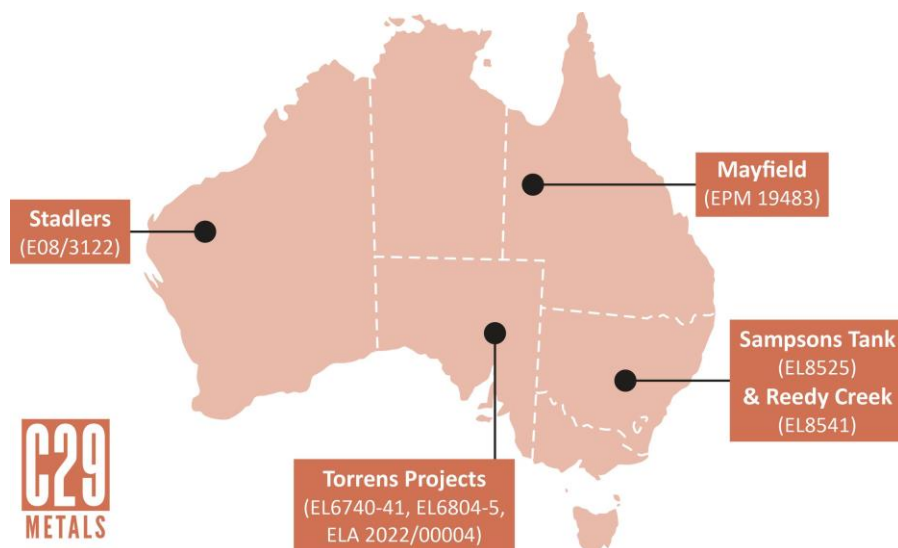 Mayfield
(EPM 19483)
Stadlers
(E08/3122)
Sampsons Tank
(EL8525)
& Reedy Creek
(EL8541)
Torrens Projects
(EL6740-41, EL6804-5,
ELA 2022/00004)
C29
METALS